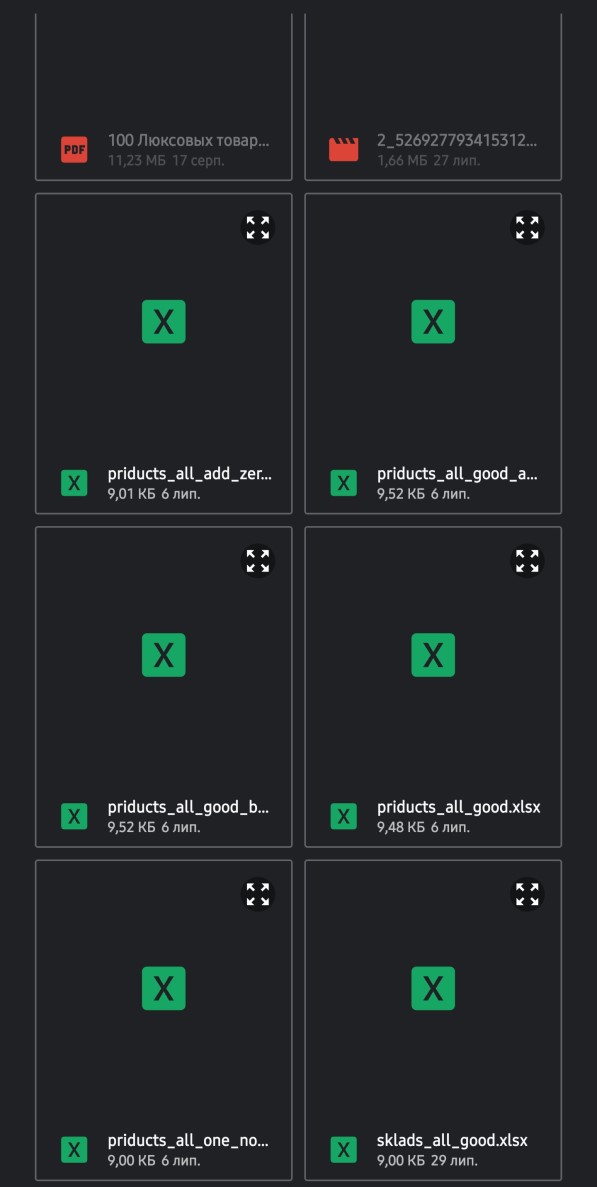 PDF
100 Люксовых товар...
11,23 МБ 17 серп.
2_526927793415312...
1,66 МБ 27 лип.
X
X
X
priducts_all_add_zer...
9,01 КБ 6 лип.
X
priducts_all_good_a...
9,52 КБ 6 лип.
X
X
X
priducts_all_good_b...
9,52 КБ 6 лип.
X
priducts_all_good.xlsx
9,48 КБ 6 лип.
X
X
X
priducts_all_one_no...
9,00 КБ 6 лип.
X
sklads_all_good.xlsx
9,00 КБ 29 лип.